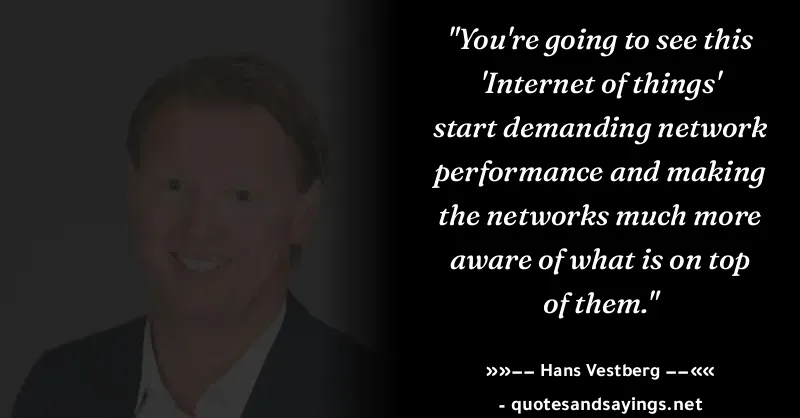 "You're going to see this
'Internet of things'
start demanding network
performance and making
the networks much more
aware of what is on top
of them."
»»–– Hans Vestberg ––««
- quotesandsayings.net